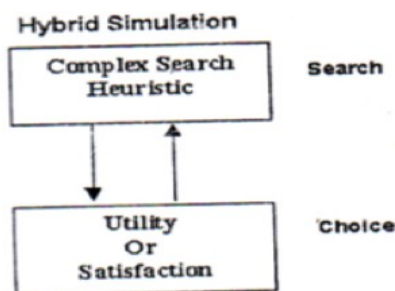 Hybrid Simulation
Complex Search
Heuristic
Search
Utility
Or
Satisfaction
Choice